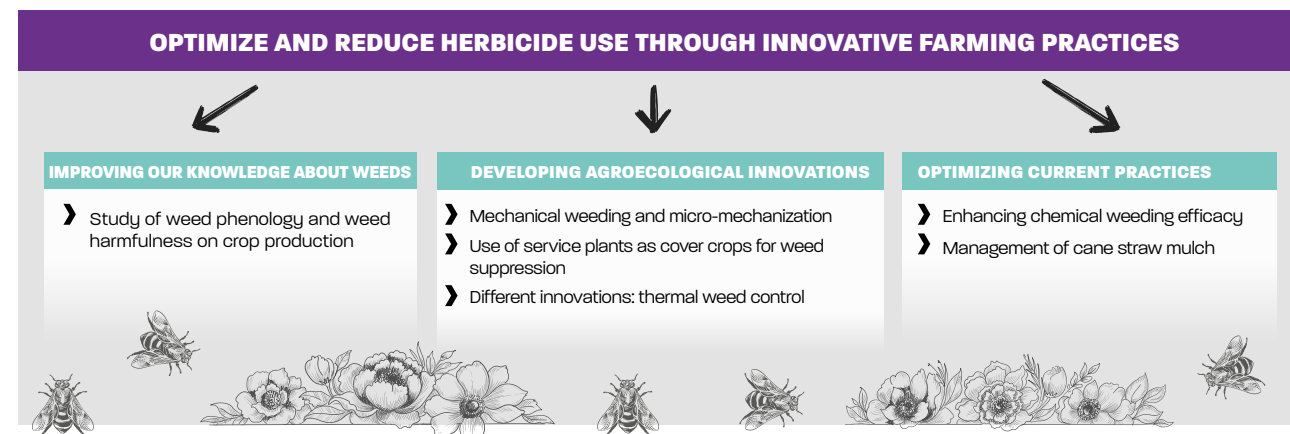 OPTIMIZE AND REDUCE HERBICIDE USE THROUGH INNOVATIVE FARMING PRACTICES
IMPROVING OUR KNOWLEDGE ABOUT WEEDS
Study of weed phenology and weed
harmfulness on crop production
DEVELOPING AGROECOLOGICAL INNOVATIONS
Mechanical weeding and micro-mechanization
Use of service plants as cover crops for weed
suppression
Different innovations: thermal weed control
OPTIMIZING CURRENT PRACTICES
Enhancing chemical weeding efficacy
Management of cane straw mulch